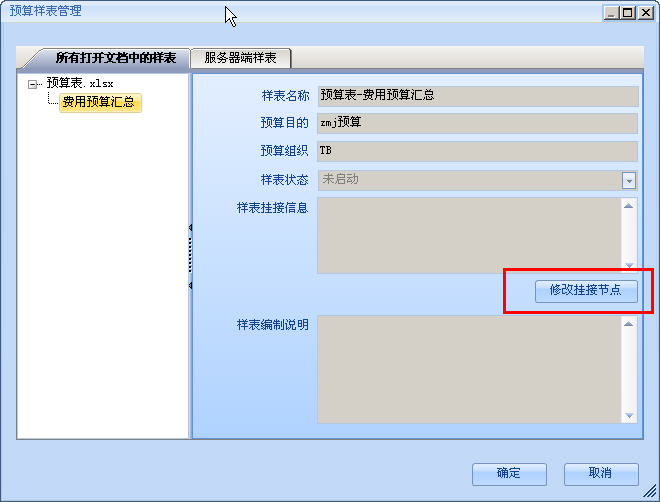 预算样表管理
所有打开文档中的样表
服务器端样表
预算表.xlsx
费用预算汇总
样表名称
预算表-费用预算汇总
预算目的
zmj预算
预算组织
TB
样表状态
未启动
样表挂接信息
修改挂接节点
样表编制说明
确定
取消